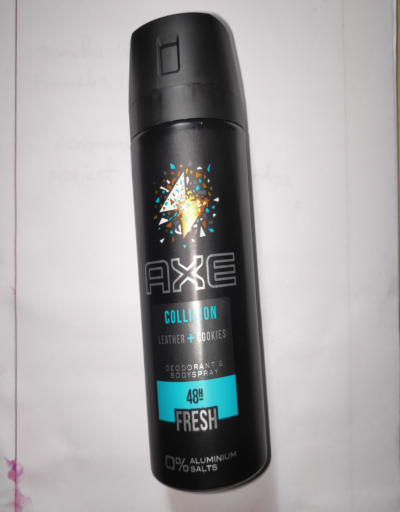 AXE
COLLISION
LEATHER + COOKIES
DEODORANT &
BODYSPRAY
48H
FRESH
0% ALUMINIUM
SALTS